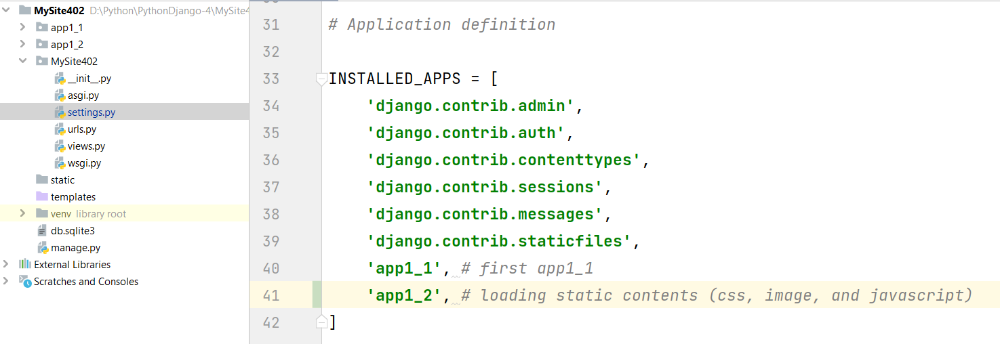 MySite402 D:\Python\PythonDjango-4\MySite4
app1_1
app1_2
MySite402
__init__.py
asgi.py
settings.py
urls.py
views.py
wsgi.py
static
templates
venv library root
db.sqlite3
manage.py
External Libraries
Scratches and Consoles
31 # Application definition
32
33 INSTALLED_APPS = [
34 'django.contrib.admin',
35 'django.contrib.auth',
36 'django.contrib.contenttypes',
37 'django.contrib.sessions',
38 'django.contrib.messages',
39 'django.contrib.staticfiles',
40 'app1_1', # first app1_1
41 'app1_2', # loading static contents (css, image, and javascript)
42 ]